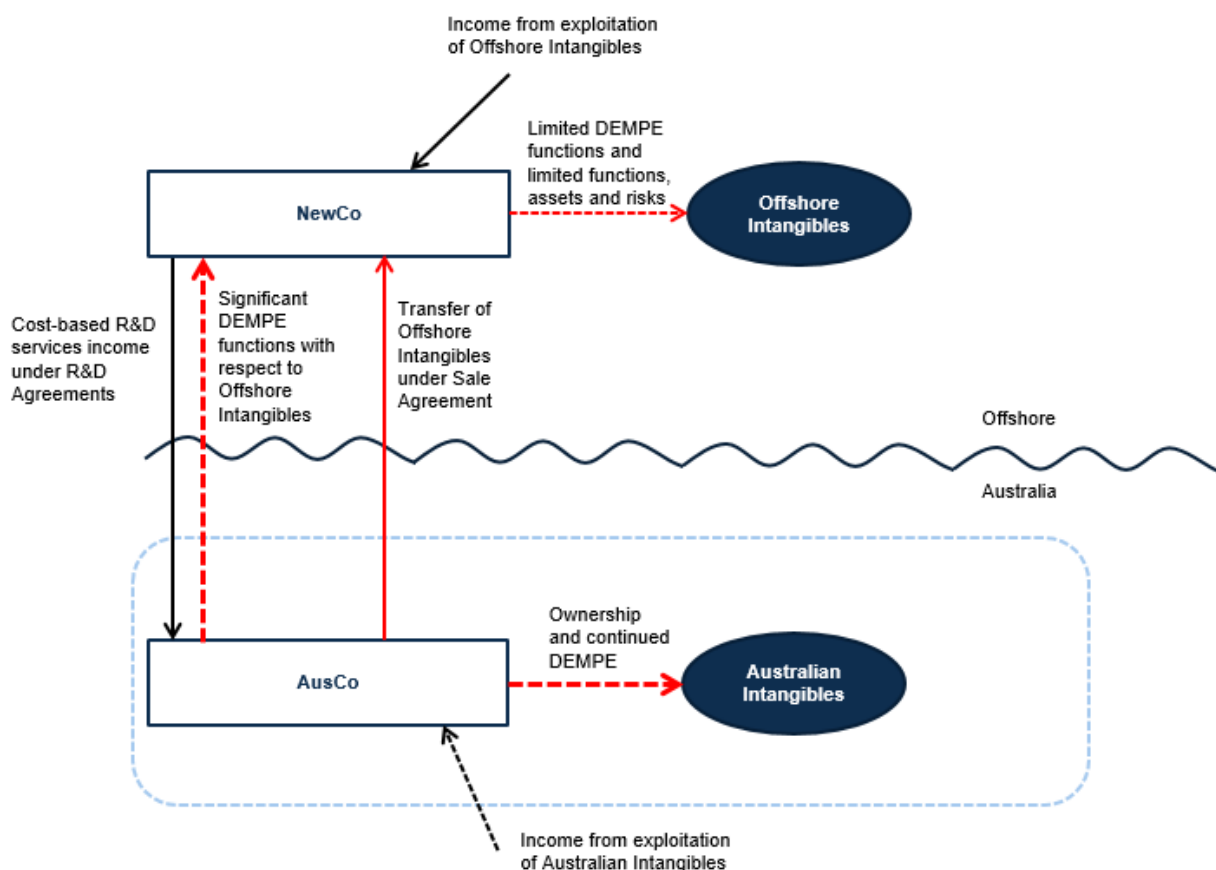 Income from exploitation
of Offshore Intangibles
Limited DEMPE
functions and
limited functions,
assets and risks
NewCo
Offshore
Intangibles
Cost-based R&D
services income
under R&D
Agreements
Significant
DEMPE
functions with
respect to
Offshore
Intangibles
Transfer of
Offshore
Intangibles
under Sale
Agreement
Offshore
Australia
Ownership
and continued
DEMPE
AusCo
Australian
Intangibles
Income from exploitation
of Australian Intangibles